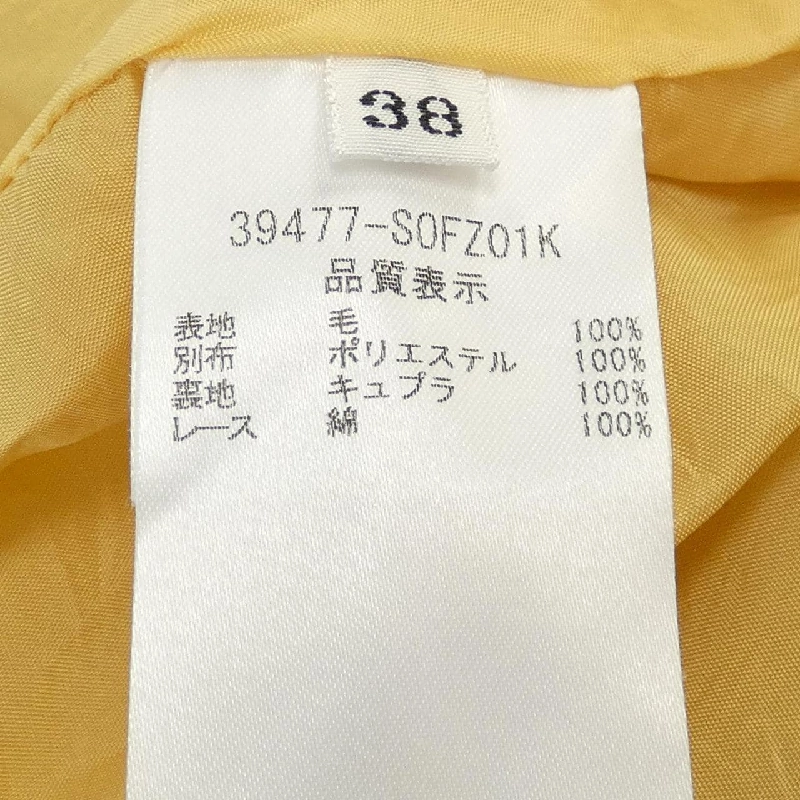 38
39477-S0FZ01K
品質表示
表地 毛 100%
別布 ポリエステル 100%
裏地 キュプラ 100%
レース 綿 100%